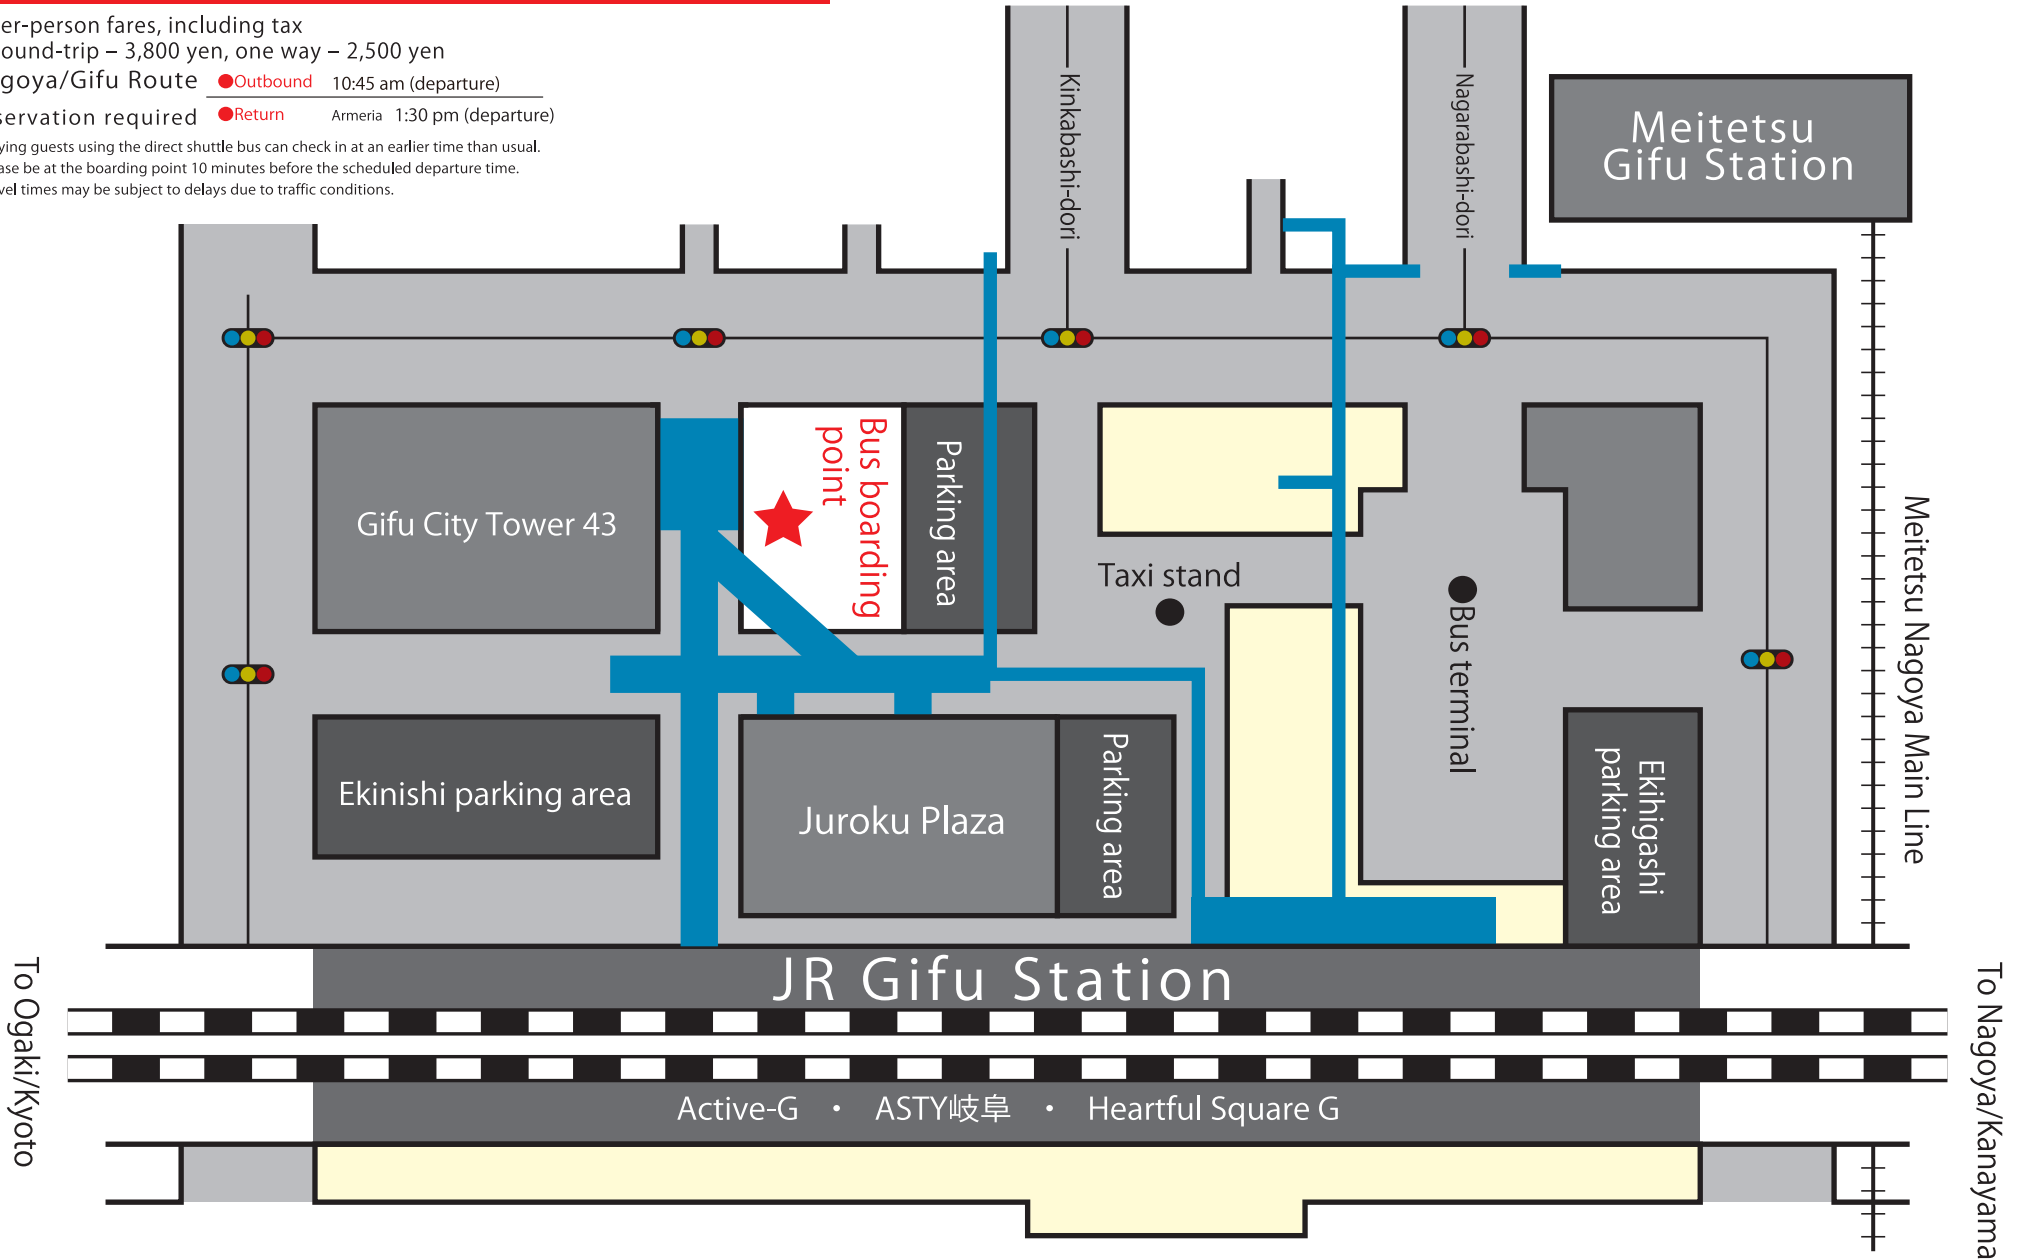 er-person fares, including tax
ound-trip – 3,800 yen, one way – 2,500 yen
goya/Gifu Route
Outbound 10:45 am (departure)
servation required
Return Armeria 1:30 pm (departure)
ying guests using the direct shuttle bus can check in at an earlier time than usual.
ase be at the boarding point 10 minutes before the scheduled departure time.
vel times may be subject to delays due to traffic conditions.
Kinkabashi-dori
Nagarabashi-dori
Meitetsu
Gifu Station
Gifu City Tower 43
Bus boarding
point
Parking area
Taxi stand
Bus terminal
Meitetsu Nagoya Main Line
Ekinishi parking area
Juroku Plaza
Parking area
Ekihigashi
parking area
JR Gifu Station
To Ogaki/Kyoto
To Nagoya/Kanayama
Active-G ・ ASTY岐阜 ・ Heartful Square G